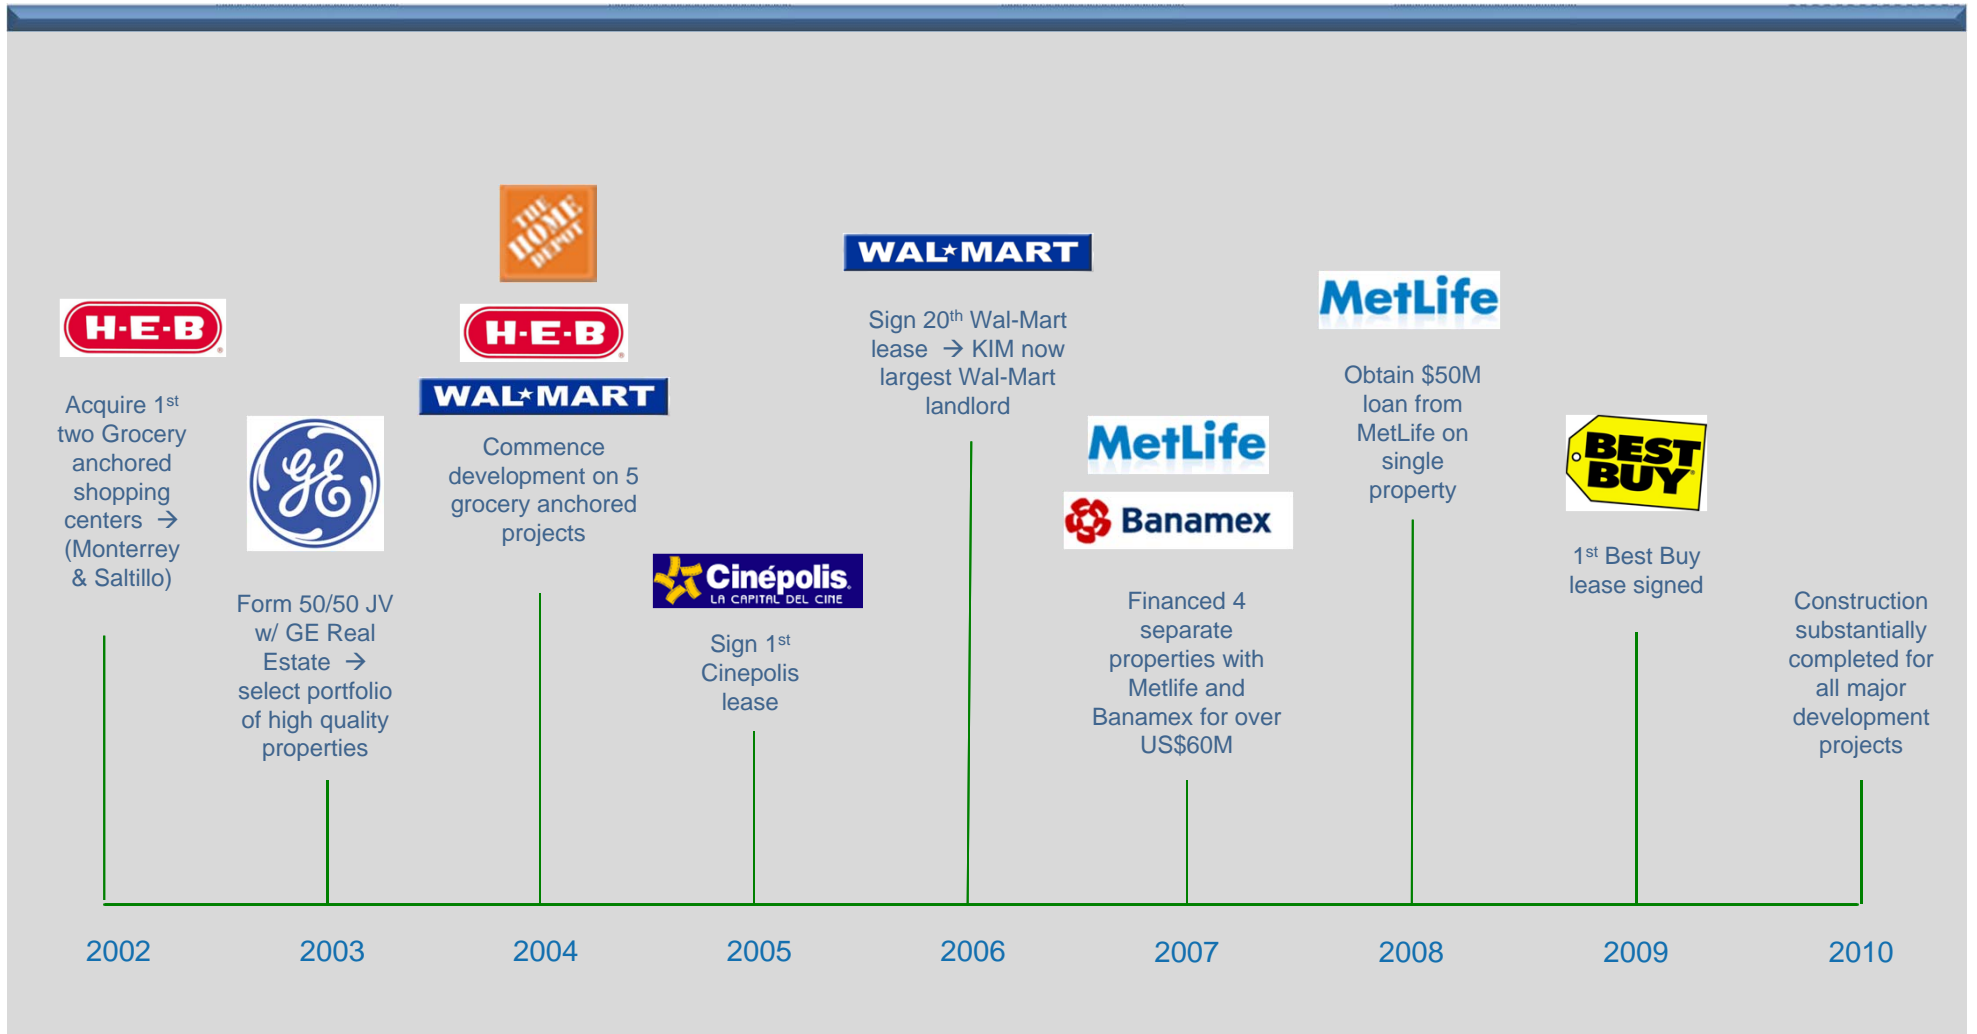 H·E·B
Acquire 1st
two Grocery
anchored
shopping
centers →
(Monterrey
& Saltillo)
GE
Form 50/50 JV
w/ GE Real
Estate →
select portfolio
of high quality
properties
THE
HOME
DEPOT
H·E·B
WAL★MART
Commence
development on 5
grocery anchored
projects
Cinépolis
LA CAPITAL DEL CINE
Sign 1st
Cinepolis
lease
WAL★MART
Sign 20th Wal-Mart
lease → KIM now
largest Wal-Mart
landlord
MetLife
Banamex
Financed 4
separate
properties with
Metlife and
Banamex for over
US$60M
MetLife
Obtain $50M
loan from
MetLife on
single
property
BEST
BUY
1st Best Buy
lease signed
Construction
substantially
completed for
all major
development
projects
2002 2003 2004 2005 2006 2007 2008 2009 2010